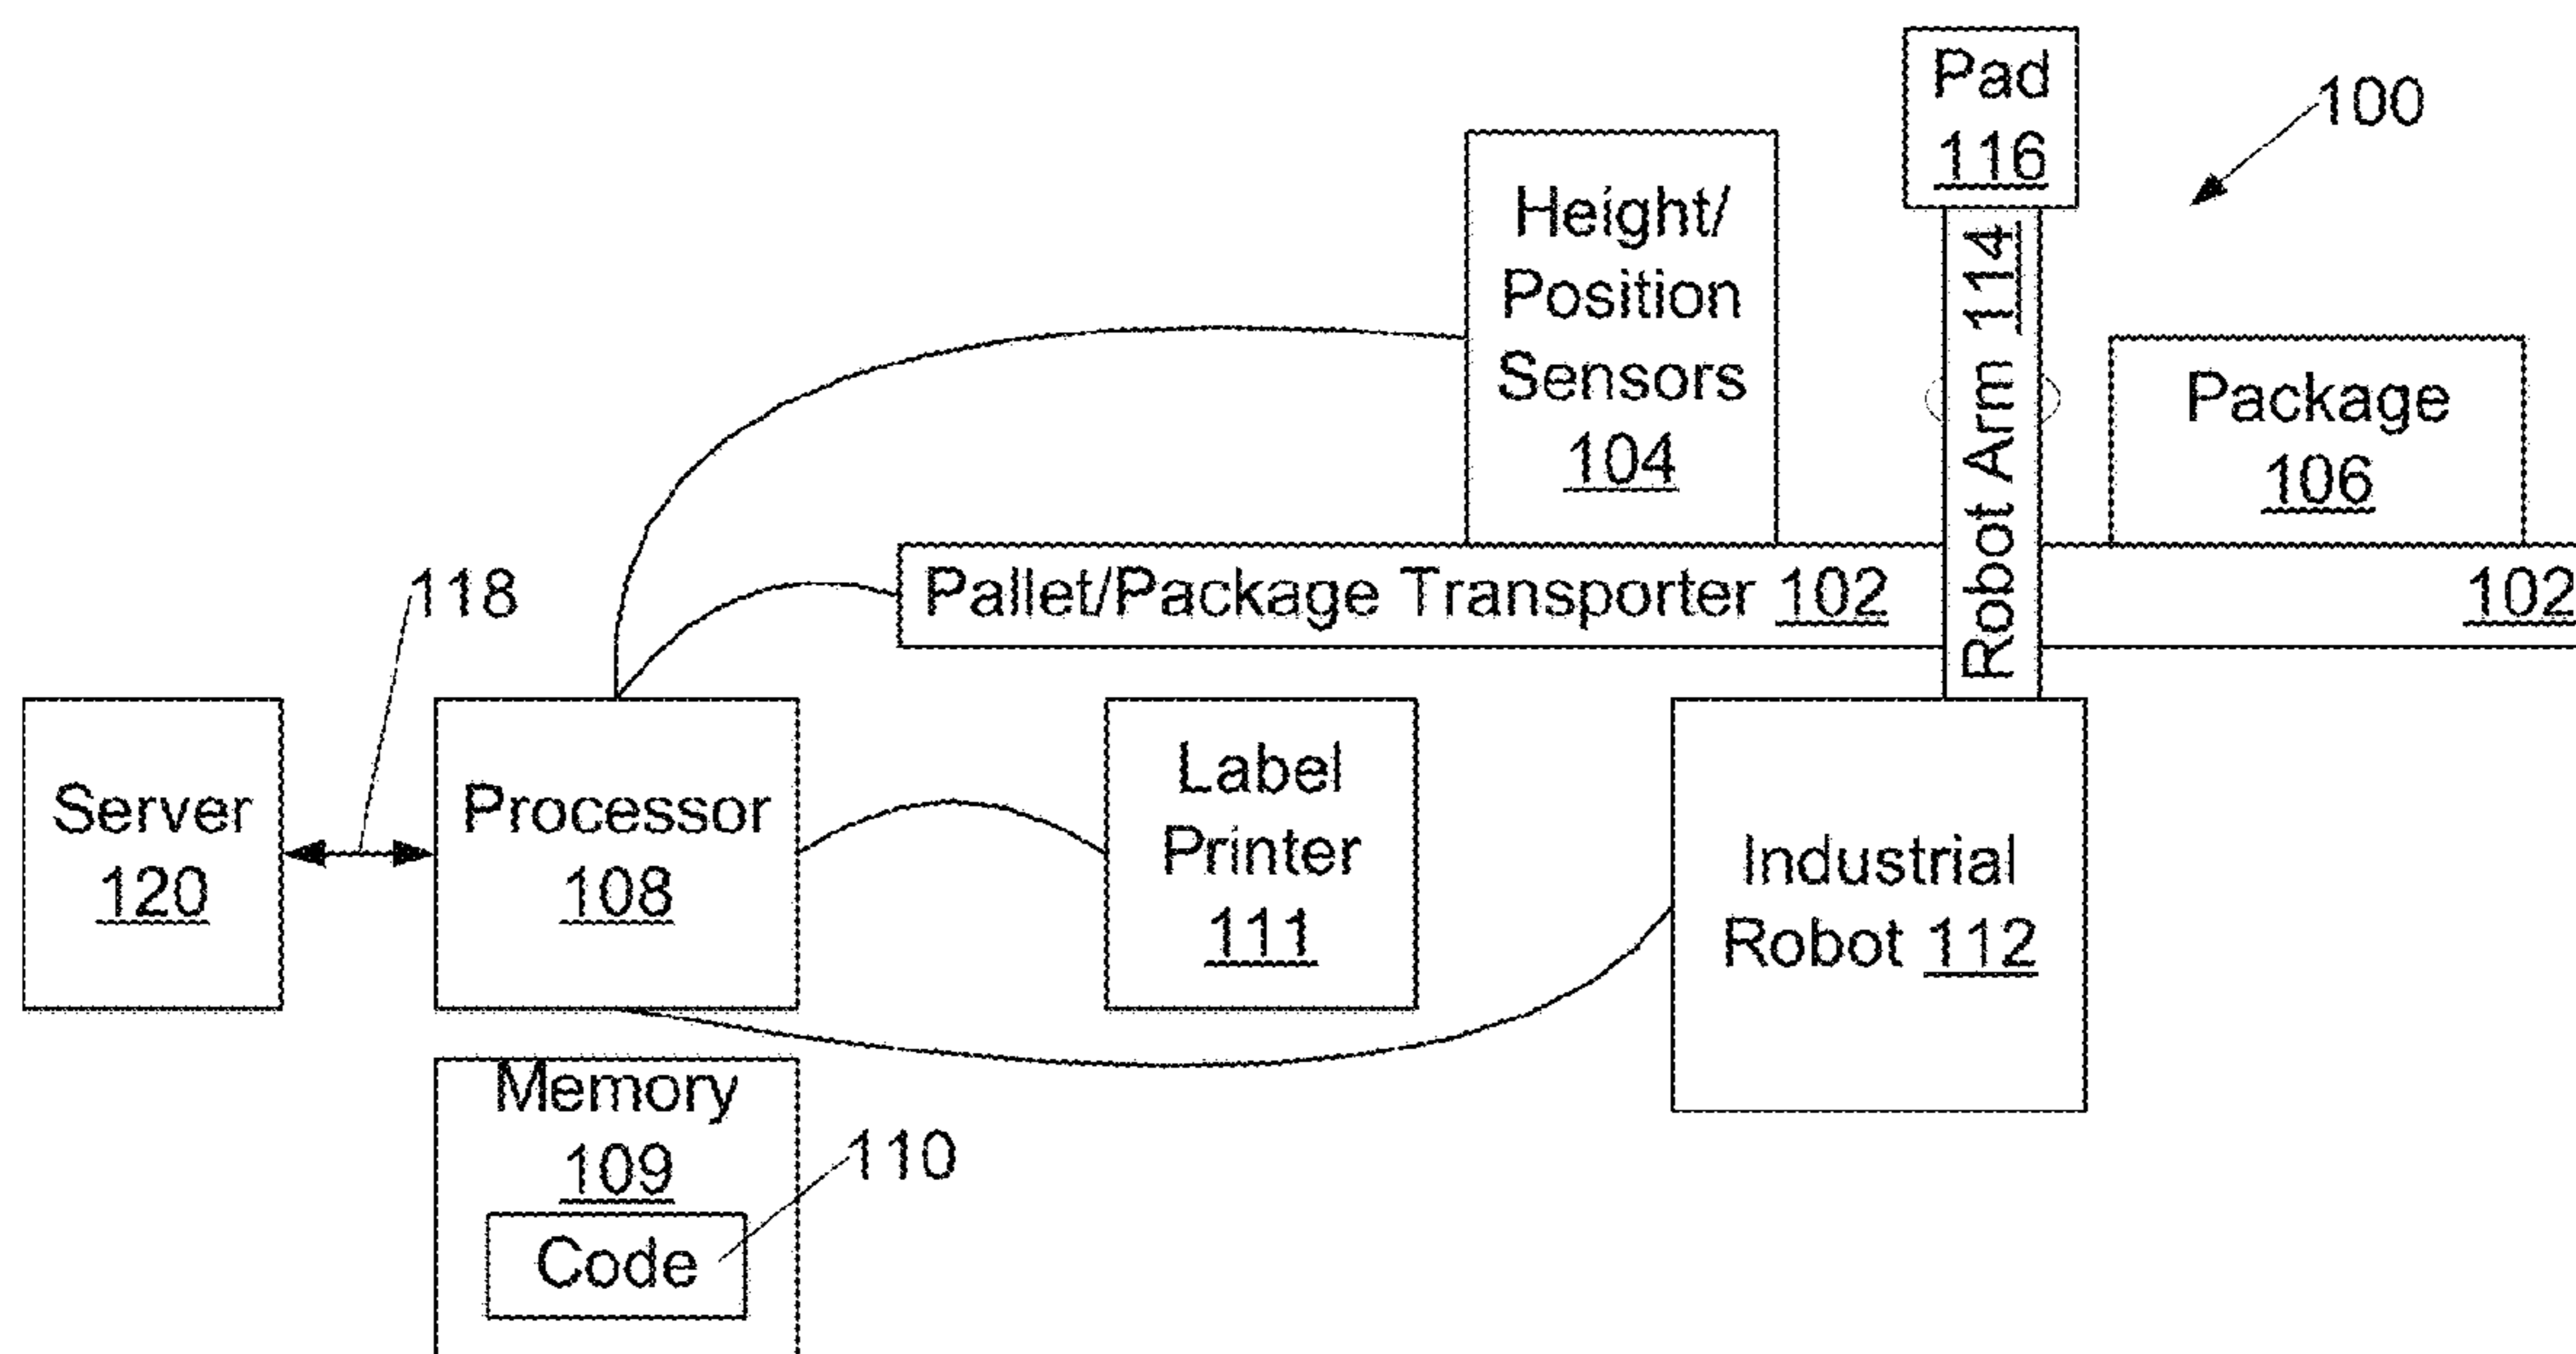 Pad
116
100
Height/
Position
Sensors
104
Robot Arm 114
Package
106
118
Pallet/Package Transporter 102
102
Server
120
Processor
108
Label
Printer
111
Industrial
Robot 112
Memory
109
110
Code